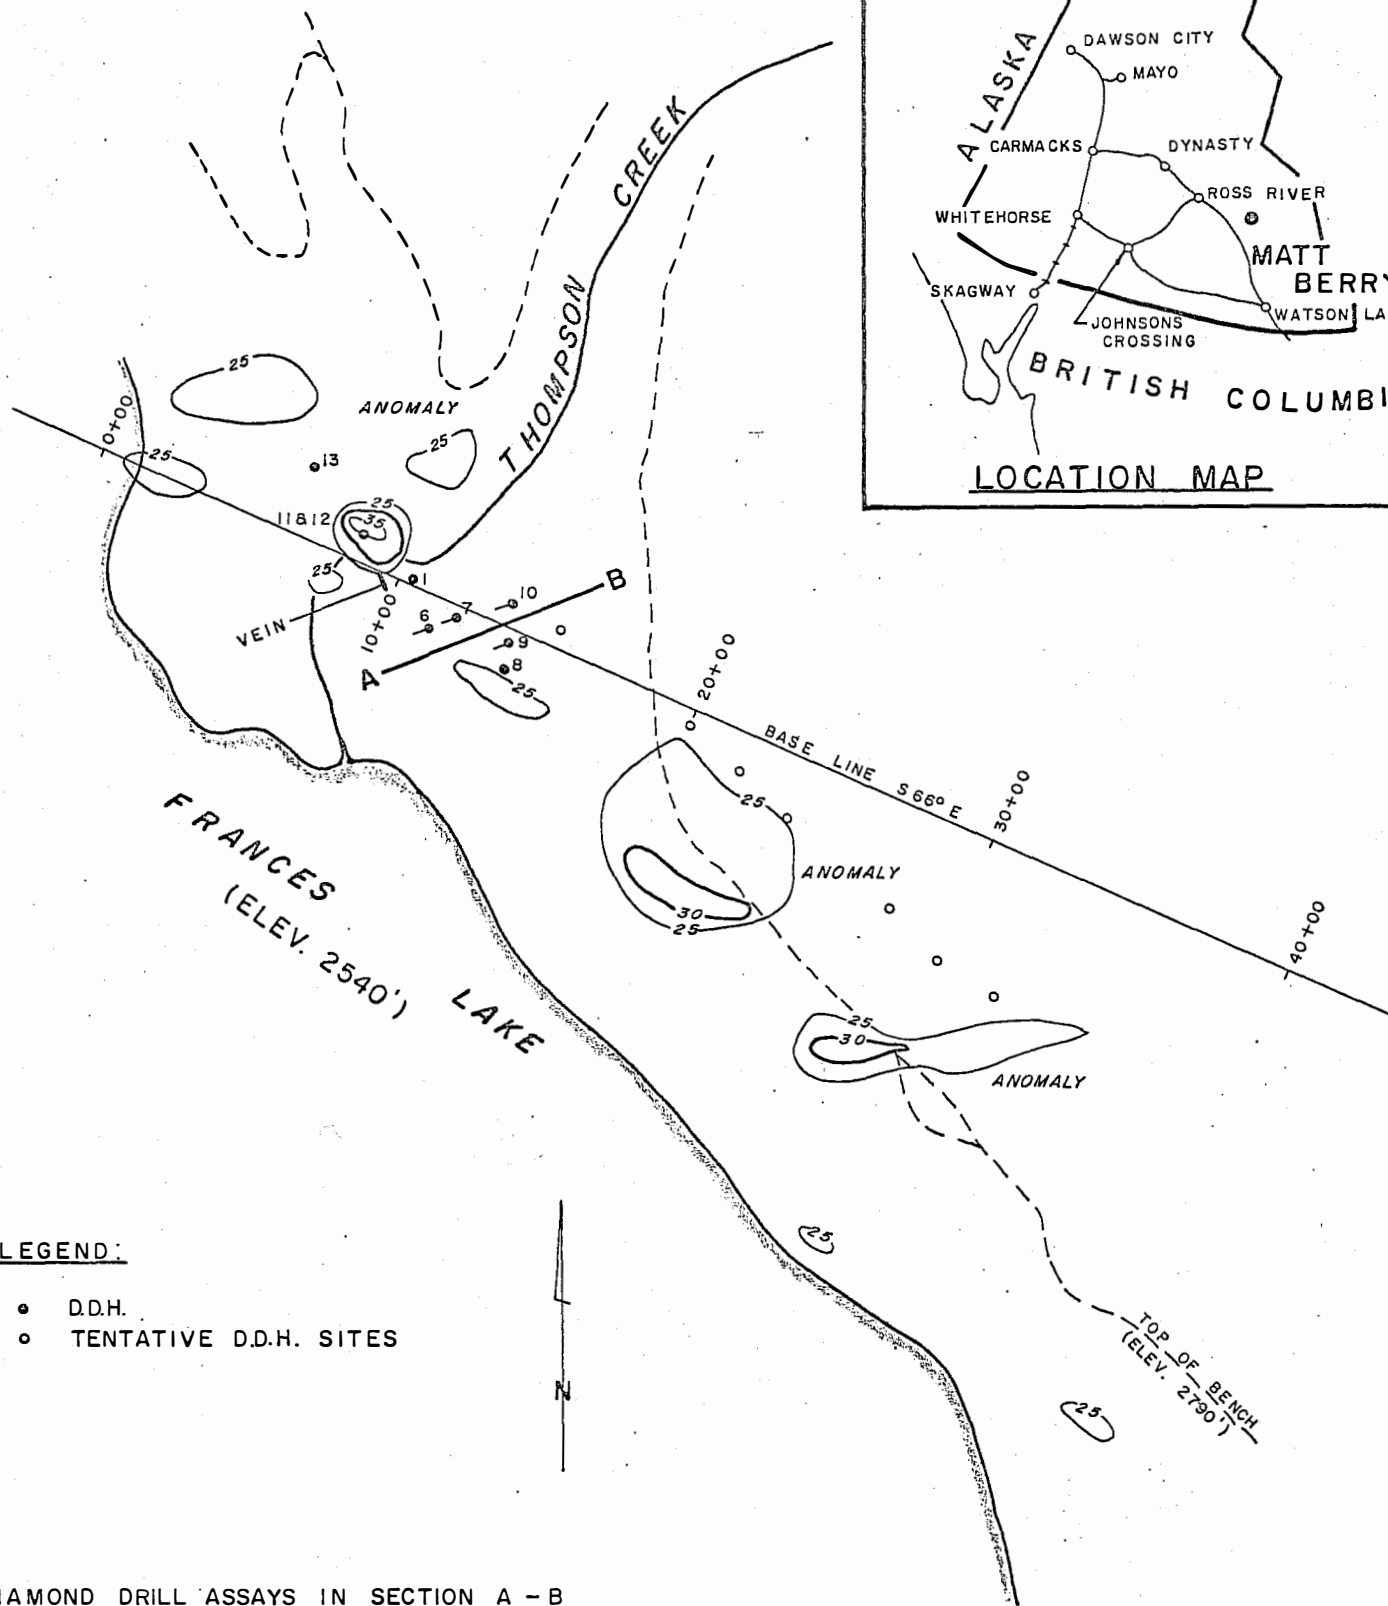 ALASKA
DAWSON CITY
MAYO
CARMACKS
DYNASTY
ROSS RIVER
WHITEHORSE
MATT
BERRY
SKAGWAY
WATSON LA
JOHNSONS
CROSSING
BRITISH COLUMBI
LOCATION MAP
THOMPSON CREEK
25
ANOMALY
0+00
25
25
13
25
11&12
35
25
1
VEIN
10+00
10
7
6
B
9
A
8
25
20+00
BASE LINE S66° E
25
30+00
ANOMALY
30
25
40+00
FRANCES
(ELEV. 2540')
LAKE
25
30
ANOMALY
25
LEGEND:
D.D.H.
TENTATIVE D.D.H. SITES
N
TOP OF BENCH
(ELEV. 2790')
25
IAMOND DRILL ASSAYS IN SECTION A - B